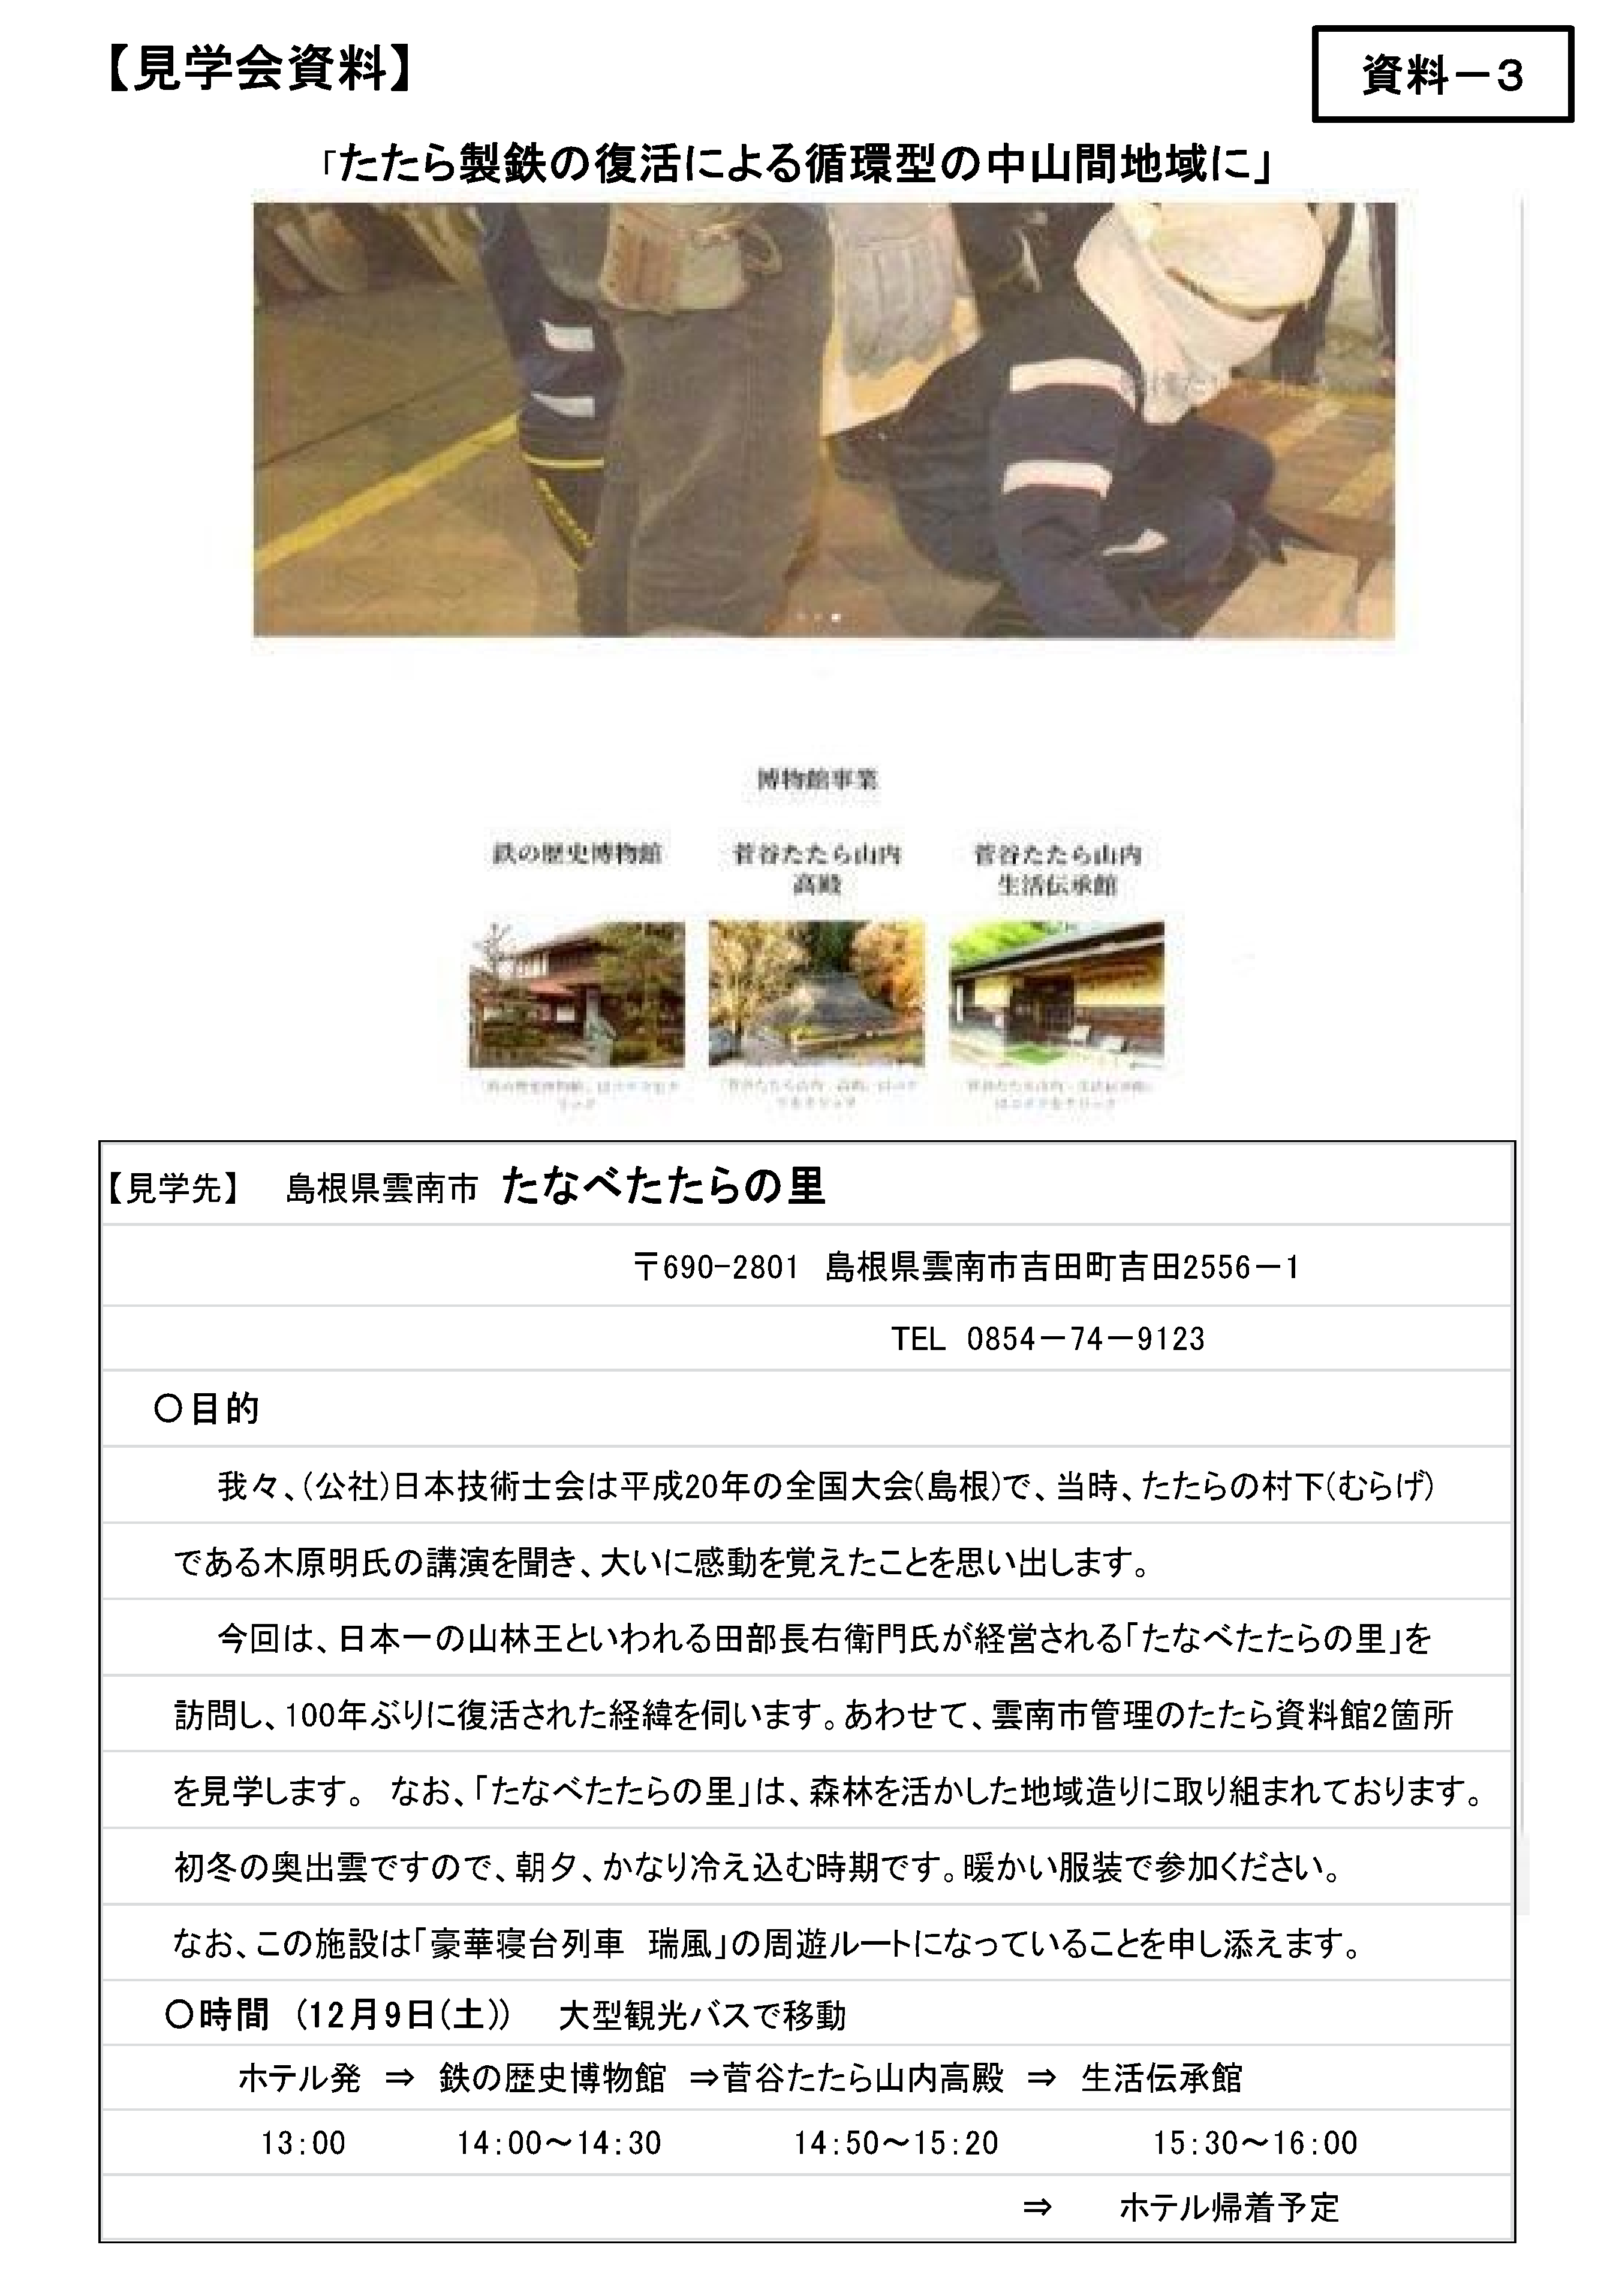 【見学会資料】
資料－3
「たたら製鉄の復活による循環型の中山間地域に」
博物館事業
鉄の歴史博物館
菅谷たたら山内
高殿
菅谷たたら山内
生活伝承館
【見学先】　島根県雲南市 たなべたたらの里
〒690-2801 島根県雲南市吉田町吉田2556－1
TEL 0854－74－9123
〇目的
我々、(公社)日本技術士会は平成20年の全国大会(島根)で、当時、たたらの村下(むらげ)
である木原明氏の講演を聞き、大いに感動を覚えたことを思い出します。
今回は、日本一の山林王といわれる田部長右衛門氏が経営される「たなべたたらの里」を
訪問し、100年ぶりに復活された経緯を伺います。あわせて、雲南市管理のたたら資料館2箇所
を見学します。 なお、「たなべたたらの里」は、森林を活かした地域造りに取り組まれております。
初冬の奥出雲ですので、朝夕、かなり冷え込む時期です。暖かい服装で参加ください。
なお、この施設は「豪華寝台列車　瑞風」の周遊ルートになっていることを申し添えます。
〇時間 (12月9日(土))　大型観光バスで移動
ホテル発 ⇒ 鉄の歴史博物館 ⇒菅谷たたら山内高殿 ⇒ 生活伝承館
13:00　14:00～14:30　14:50～15:20　15:30～16:00
⇒　ホテル帰着予定